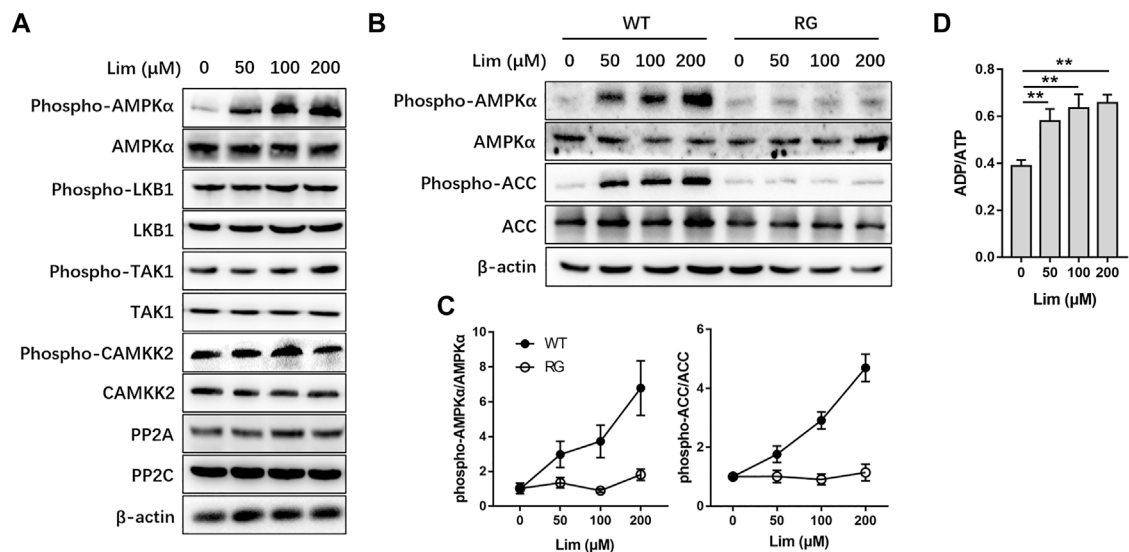 A
Lim (μM) 0 50 100 200
Phospho-AMPKα
AMPKα
Phospho-LKB1
LKB1
Phospho-TAK1
TAK1
Phospho-CAMKK2
CAMKK2
PP2A
PP2C
β-actin
B
WT RG
Lim (μM) 0 50 100 200 0 50 100 200
Phospho-AMPKα
AMPKα
Phospho-ACC
ACC
β-actin
C
phospho-AMPKα/AMPKα
10
8
6
4
2
0
WT
RG
0 50 100 200
Lim (μM)
phospho-ACC/ACC
6
4
2
0
0 50 100 200
Lim (μM)
D
ADP/ATP
0.8
0.6
0.4
0.2
0.0
**
**
**
0 50 100 200
Lim (μM)